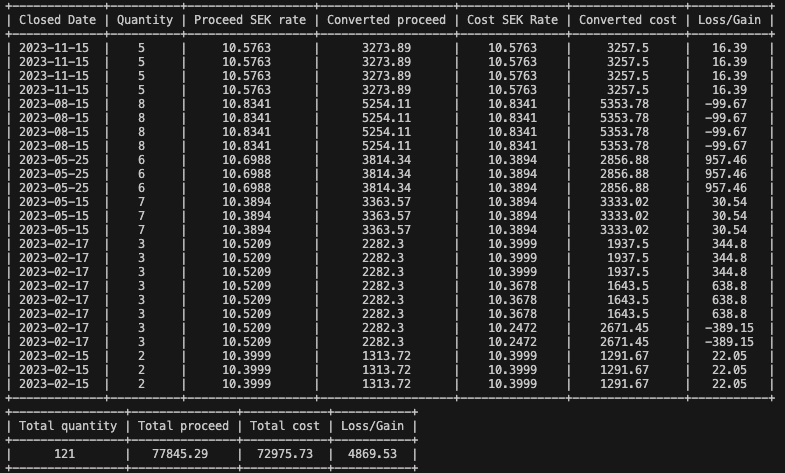 Closed Date | Quantity | Proceed SEK rate | Converted proceed | Cost SEK Rate | Converted cost | Loss/Gain
2023-11-15 | 5 | 10.5763 | 3273.89 | 10.5763 | 3257.5 | 16.39
2023-11-15 | 5 | 10.5763 | 3273.89 | 10.5763 | 3257.5 | 16.39
2023-11-15 | 5 | 10.5763 | 3273.89 | 10.5763 | 3257.5 | 16.39
2023-11-15 | 5 | 10.5763 | 3273.89 | 10.5763 | 3257.5 | 16.39
2023-08-15 | 8 | 10.8341 | 5254.11 | 10.8341 | 5353.78 | -99.67
2023-08-15 | 8 | 10.8341 | 5254.11 | 10.8341 | 5353.78 | -99.67
2023-08-15 | 8 | 10.8341 | 5254.11 | 10.8341 | 5353.78 | -99.67
2023-08-15 | 8 | 10.8341 | 5254.11 | 10.8341 | 5353.78 | -99.67
2023-05-25 | 6 | 10.6988 | 3814.34 | 10.3894 | 2856.88 | 957.46
2023-05-25 | 6 | 10.6988 | 3814.34 | 10.3894 | 2856.88 | 957.46
2023-05-25 | 6 | 10.6988 | 3814.34 | 10.3894 | 2856.88 | 957.46
2023-05-15 | 7 | 10.3894 | 3363.57 | 10.3894 | 3333.02 | 30.54
2023-05-15 | 7 | 10.3894 | 3363.57 | 10.3894 | 3333.02 | 30.54
2023-05-15 | 7 | 10.3894 | 3363.57 | 10.3894 | 3333.02 | 30.54
2023-02-17 | 3 | 10.5209 | 2282.3 | 10.3999 | 1937.5 | 344.8
2023-02-17 | 3 | 10.5209 | 2282.3 | 10.3999 | 1937.5 | 344.8
2023-02-17 | 3 | 10.5209 | 2282.3 | 10.3999 | 1937.5 | 344.8
2023-02-17 | 3 | 10.5209 | 2282.3 | 10.3678 | 1643.5 | 638.8
2023-02-17 | 3 | 10.5209 | 2282.3 | 10.3678 | 1643.5 | 638.8
2023-02-17 | 3 | 10.5209 | 2282.3 | 10.3678 | 1643.5 | 638.8
2023-02-17 | 3 | 10.5209 | 2282.3 | 10.2472 | 2671.45 | -389.15
2023-02-17 | 3 | 10.5209 | 2282.3 | 10.2472 | 2671.45 | -389.15
2023-02-15 | 2 | 10.3999 | 1313.72 | 10.3999 | 1291.67 | 22.05
2023-02-15 | 2 | 10.3999 | 1313.72 | 10.3999 | 1291.67 | 22.05
2023-02-15 | 2 | 10.3999 | 1313.72 | 10.3999 | 1291.67 | 22.05
Total quantity | Total proceed | Total cost | Loss/Gain
121 | 77845.29 | 72975.73 | 4869.53